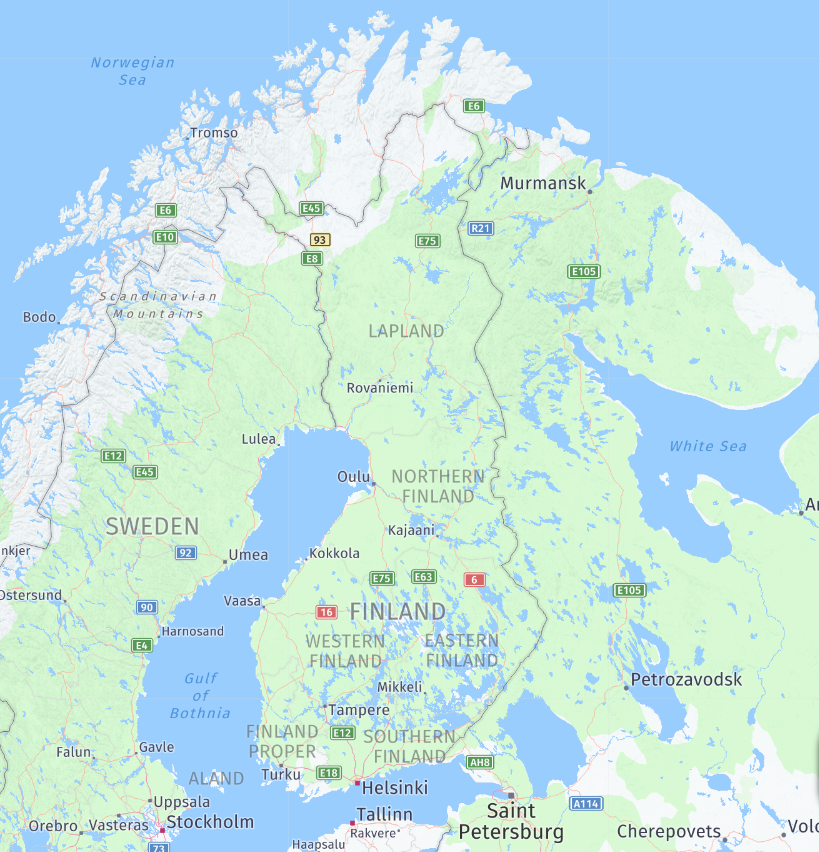 Norwegian
Sea
E6
Tromso
Murmansk
E6
E45
R21
E10
93
E75
E8
E105
Scandinavian
Mountains
Bodo
LAPLAND
Rovaniemi
Lulea
White Sea
E12
E45
Oulu
NORTHERN
FINLAND
Ar
SWEDEN
Kajaani
nkjer
92
Umea
Kokkola
E75
E63
6
E105
Ostersund
Vaasa
90
16
FINLAND
Harnosand
E4
WESTERN
FINLAND
EASTERN
FINLAND
Gulf
of
Bothnia
Mikkeli
Petrozavodsk
Tampere
FINLAND
PROPER
E12
SOUTHERN
FINLAND
Falun
Gavle
ALAND
Turku
E18
AH8
Helsinki
Uppsala
Saint
Petersburg
A114
Tallinn
Orebro
Vasteras
Stockholm
Rakvere
Cherepovets
Volo
Haapsalu
73